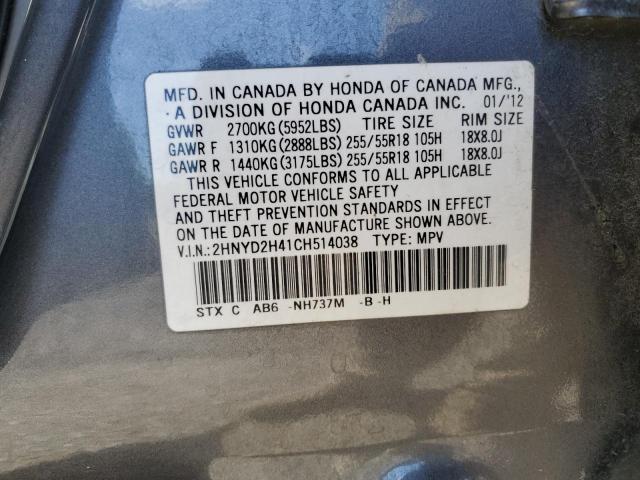 MFD. IN CANADA BY HONDA OF CANADA MFG.,
A DIVISION OF HONDA CANADA INC. 01/'12
GVWR 2700KG(5952LBS) TIRE SIZE RIM SIZE
GAWR F 1310KG(2888LBS) 255/55R18 105H 18X8.0J
GAWR R 1440KG(3175LBS) 255/55R18 105H 18X8.0J
THIS VEHICLE CONFORMS TO ALL APPLICABLE
FEDERAL MOTOR VEHICLE SAFETY
AND THEFT PREVENTION STANDARDS IN EFFECT
ON THE DATE OF MANUFACTURE SHOWN ABOVE.
V.I.N.: 2HNYD2H41CH514038 TYPE: MPV
STX C AB6 -NH737M -B -H